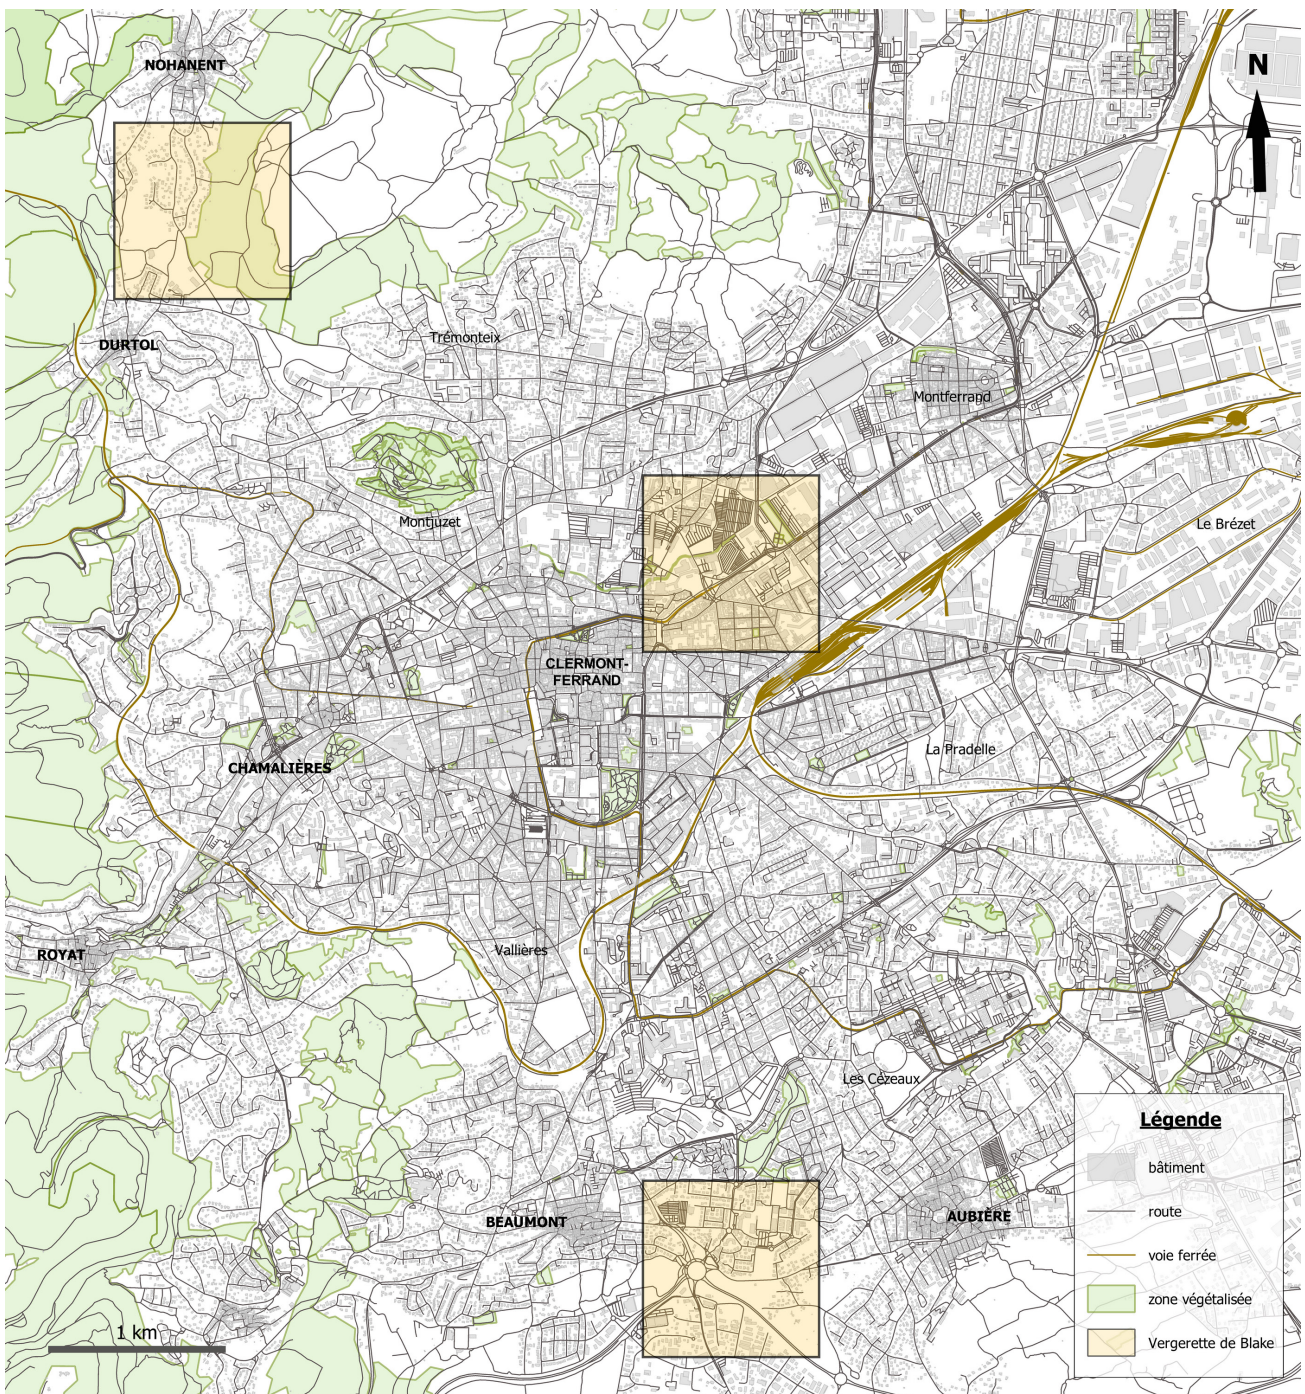 NOHANENT
N
DURTOL
Trémonteix
Montferrand
Montjuzet
Le Brézet
CLERMONT-
FERRAND
La Pradelle
CHAMALIÈRES
Vallières
ROYAT
Les Cézeaux
BEAUMONT
AUBIÈRE
1 km
Légende
bâtiment
route
voie ferrée
zone végétalisée
Vergerette de Blake